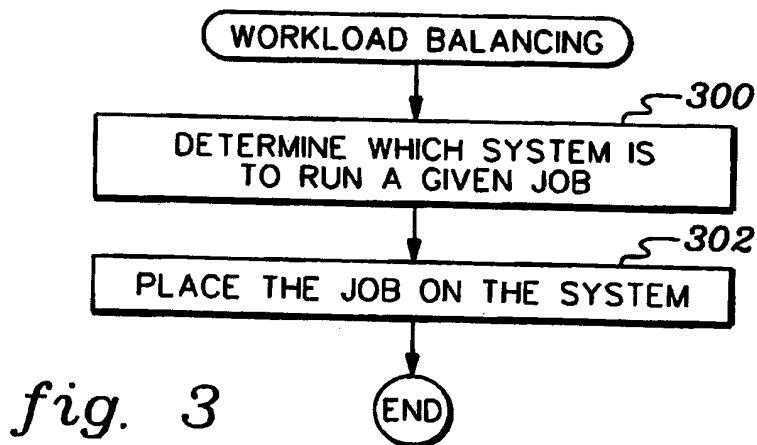 WORKLOAD BALANCING
300
DETERMINE WHICH SYSTEM IS
TO RUN A GIVEN JOB
302
PLACE THE JOB ON THE SYSTEM
END
fig. 3